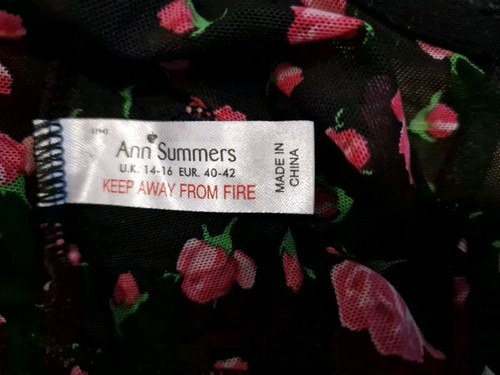 Ann Summers
U.K. 14-16 EUR. 40-42
KEEP AWAY FROM FIRE
MADE IN
CHINA